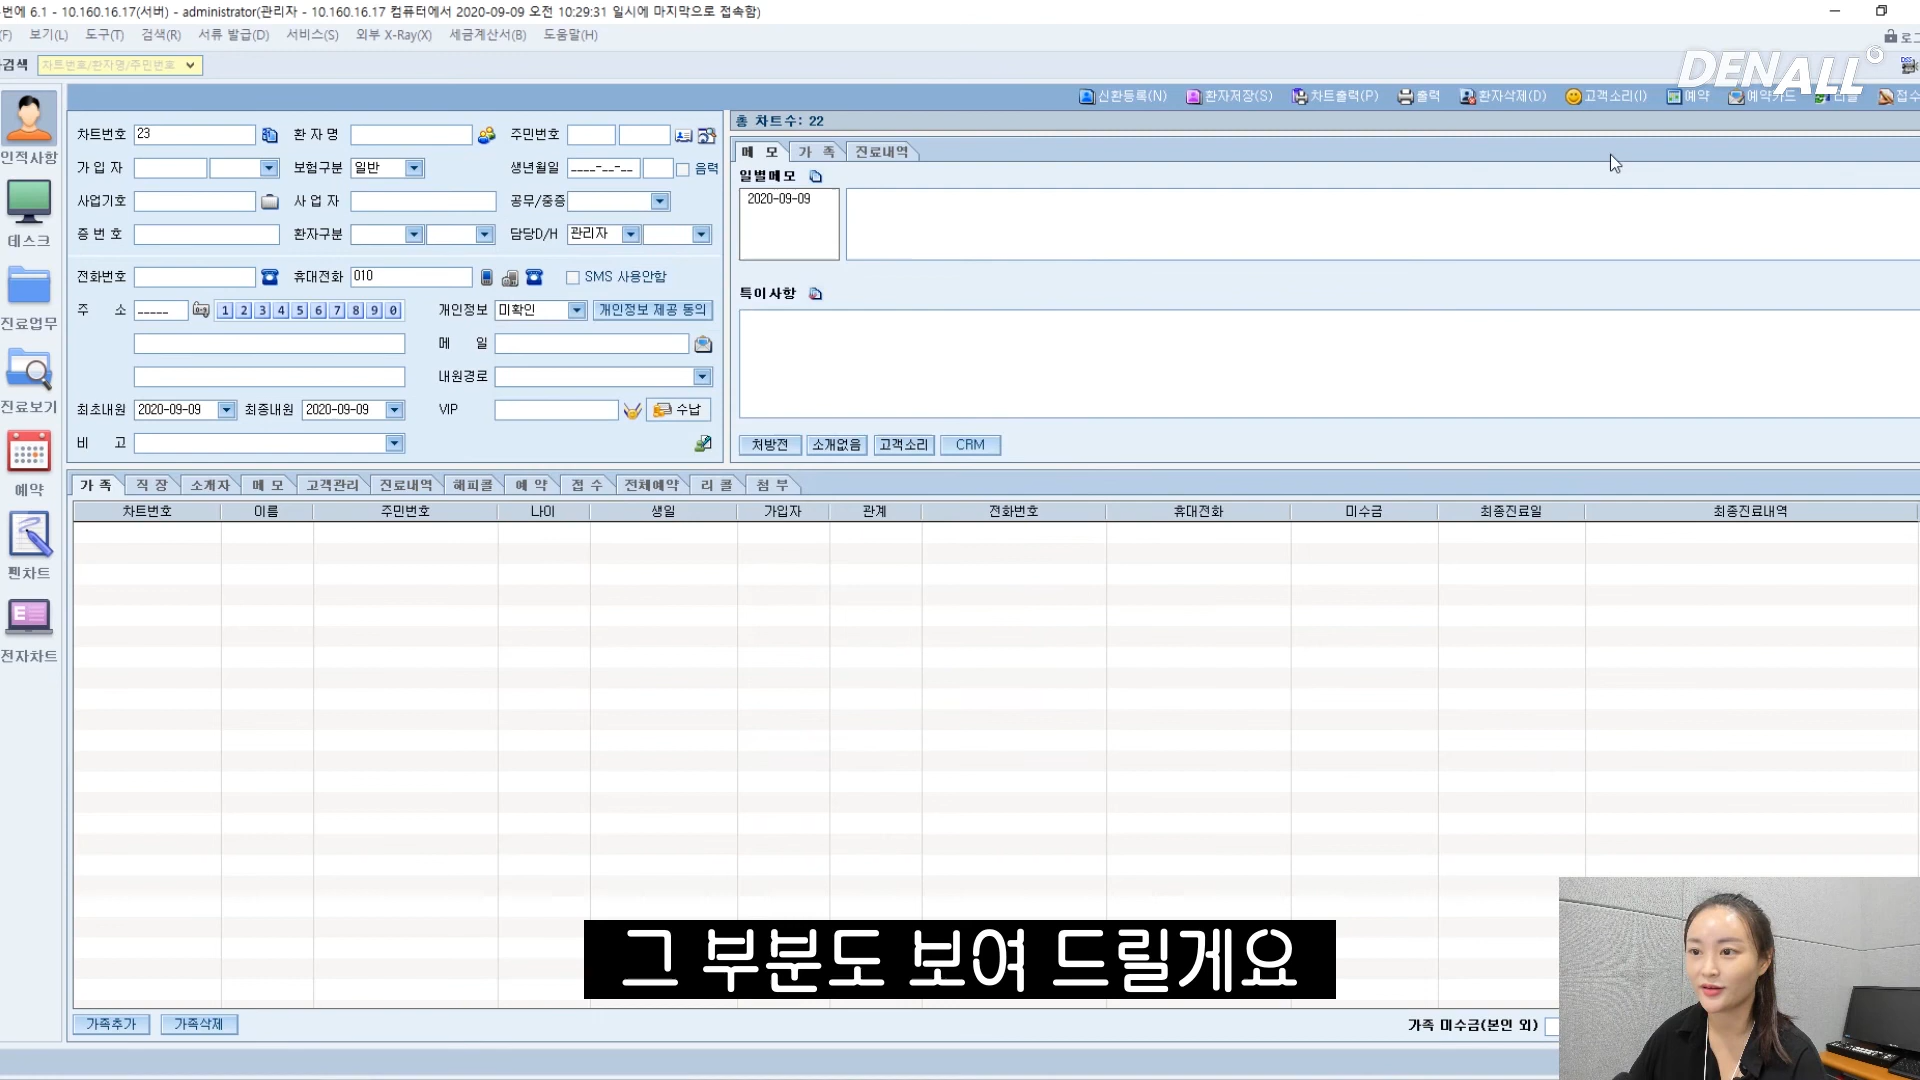 번에 6.1 - 10.160.16.17(서버) - administrator(관리자 - 10.160.16.17 컴퓨터에서 2020-09-09 오전 10:29:31 일시에 마지막으로 접속함)
(F) 보기(L) 도구(T) 검색(R) 서류 발급(D) 서비스(S) 외부 X-Ray(X) 세금계산서(B) 도움말(H)
검색 차트번호/환자명/주민번호
DENALL
신환등록(N) 환자저장(S) 차트출력(P) 출력 환자삭제(D) 고객소리(I) 예약 예약카드 리콜 접수
총 차트수: 22
인적사항
데스크
진료업무
진료보기
예약
펜차트
전자차트
차트번호 23 환 자 명 주민번호
가 입 자 보험구분 일반 생년월일 ____-__-__ 음력
사업기호 사 업 자 공무/중증
증 번 호 환자구분 담당D/H 관리자
전화번호 휴대전화 010 SMS 사용안함
주 소 _____ 1 2 3 4 5 6 7 8 9 0 개인정보 미확인 개인정보 제공 동의
메 일
내원경로
최초내원 2020-09-09 최종내원 2020-09-09 VIP 수납
비 고
메 모 가 족 진료내역
일별메모
2020-09-09
특이사항
처방전 소개없음 고객소리 CRM
가 족 직 장 소개자 메 모 고객관리 진료내역 해피콜 예 약 접 수 전체예약 리 콜 첨 부
차트번호 이름 주민번호 나이 생일 가입자 관계 전화번호 휴대전화 미수금 최종진료일 최종진료내역
그 부분도 보여 드릴게요
가족추가 가족삭제 가족 미수금(본인 외)